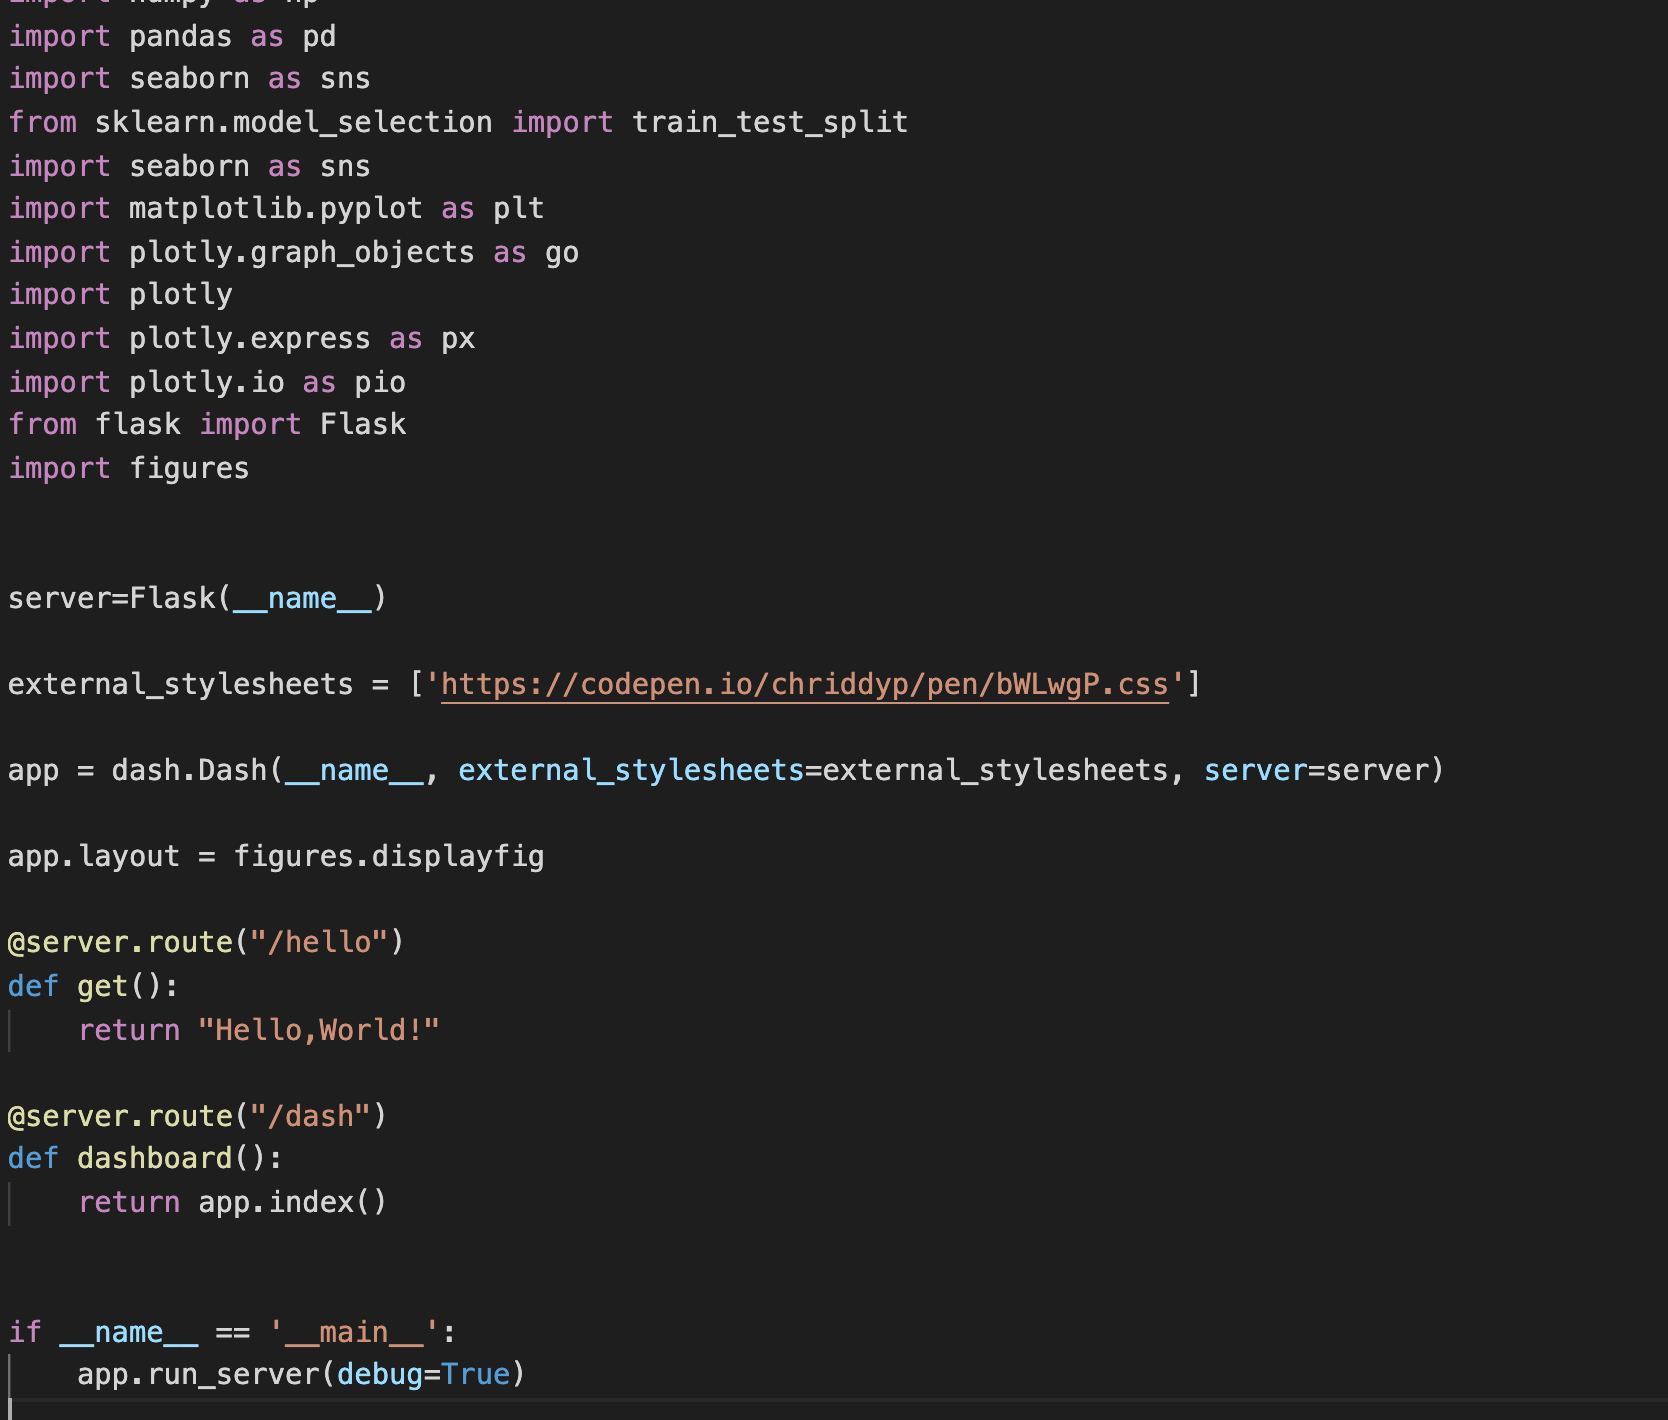 import numpy as np
import pandas as pd
import seaborn as sns
from sklearn.model_selection import train_test_split
import seaborn as sns
import matplotlib.pyplot as plt
import plotly.graph_objects as go
import plotly
import plotly.express as px
import plotly.io as pio
from flask import Flask
import figures
server=Flask(__name__)
external_stylesheets = ['https://codepen.io/chriddyp/pen/bWLwgP.css']
app = dash.Dash(__name__, external_stylesheets=external_stylesheets, server=server)
app.layout = figures.displayfig
@server.route("/hello")
def get():
    return "Hello,World!"
@server.route("/dash")
def dashboard():
    return app.index()
if __name__ == '__main__':
    app.run_server(debug=True)